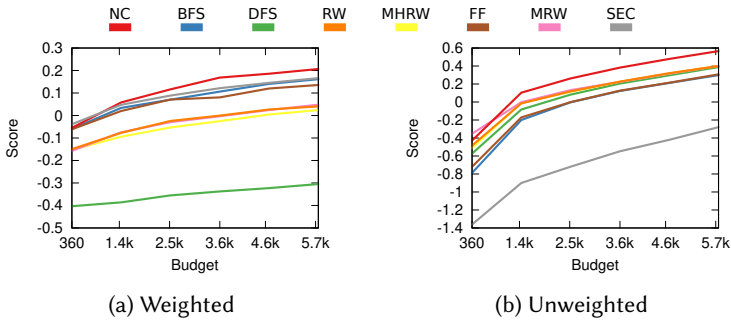 NC BFS DFS RW MHRW FF MRW SEC
0.3
0.2
0.1
0
-0.1
-0.2
-0.3
-0.4
-0.5
Score
360 1.4k 2.5k 3.6k 4.6k 5.7k
Budget
(a) Weighted
0.6
0.4
0.2
0
-0.2
-0.4
-0.6
-0.8
-1
-1.2
-1.4
Score
360 1.4k 2.5k 3.6k 4.6k 5.7k
Budget
(b) Unweighted